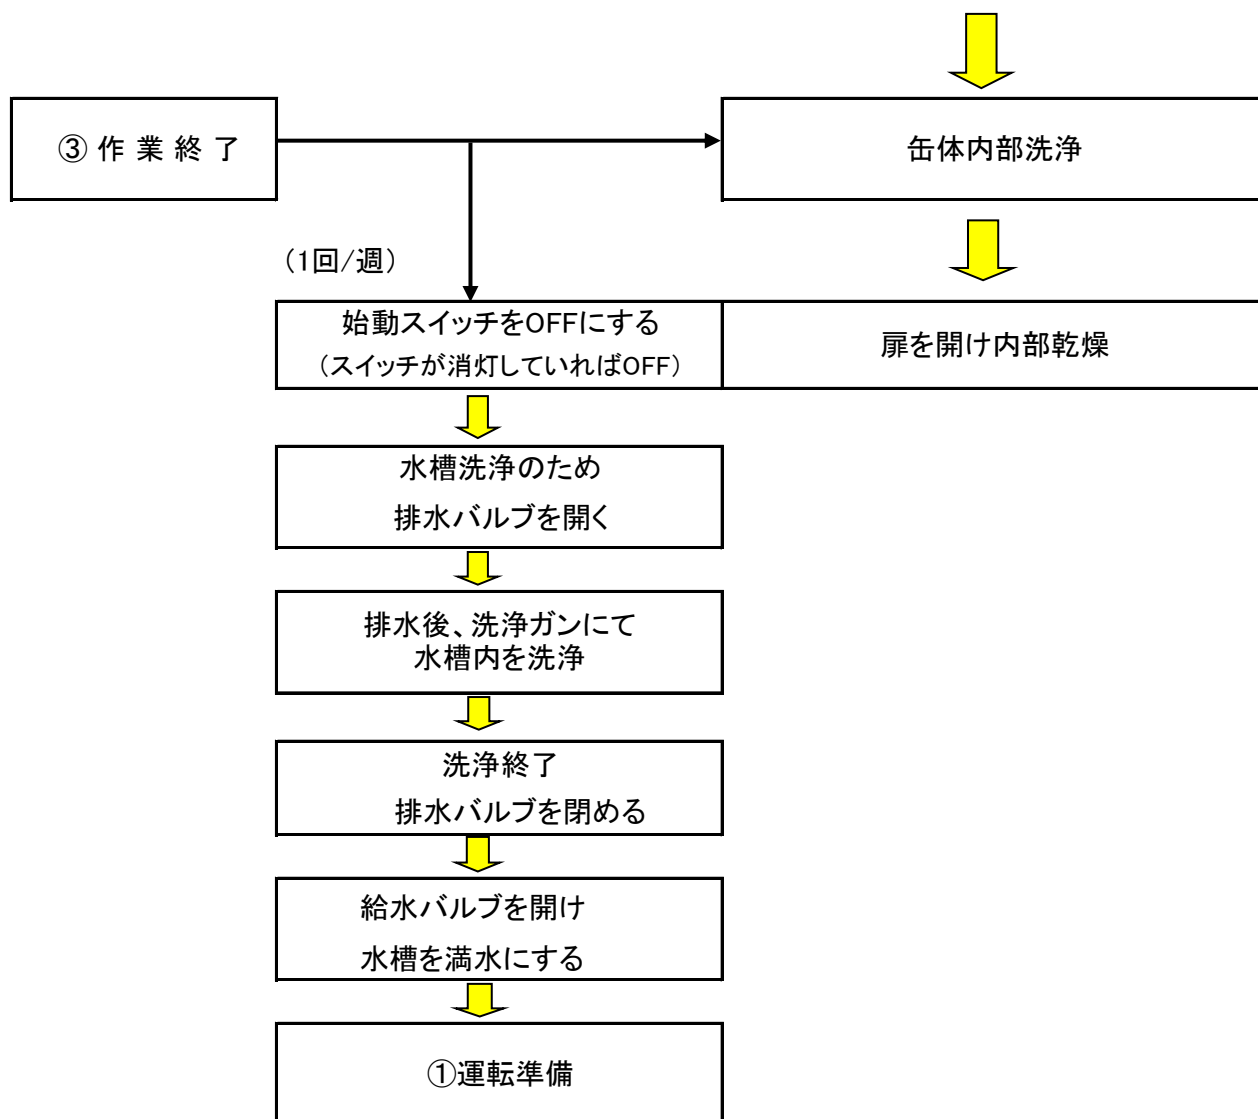 ③ 作 業 終 了
缶体内部洗浄
（1回/週）
始動スイッチをOFFにする
（スイッチが消灯していればOFF）
扉を開け内部乾燥
水槽洗浄のため
排水バルブを開く
排水後、洗浄ガンにて
水槽内を洗浄
洗浄終了
排水バルブを閉める
給水バルブを開け
水槽を満水にする
①運転準備